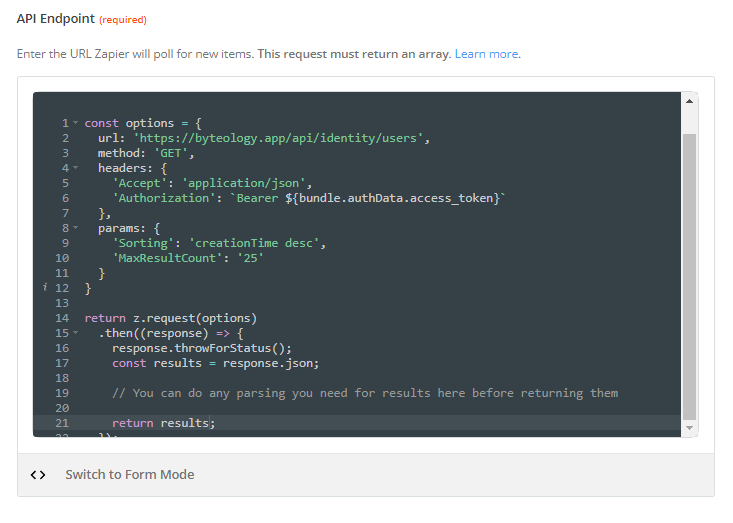 API Endpoint (required)
Enter the URL Zapier will poll for new items. This request must return an array. Learn more.
1 const options = {
2 url: 'https://byteology.app/api/identity/users',
3 method: 'GET',
4 headers: {
5 'Accept': 'application/json',
6 'Authorization': `Bearer ${bundle.authData.access_token}`
7 },
8 params: {
9 'Sorting': 'creationTime desc',
10 'MaxResultCount': '25'
11 }
i 12 }
13
14 return z.request(options)
15 .then((response) => {
16 response.throwForStatus();
17 const results = response.json;
18
19 // You can do any parsing you need for results here before returning them
20
21 return results;
22 });
<> Switch to Form Mode